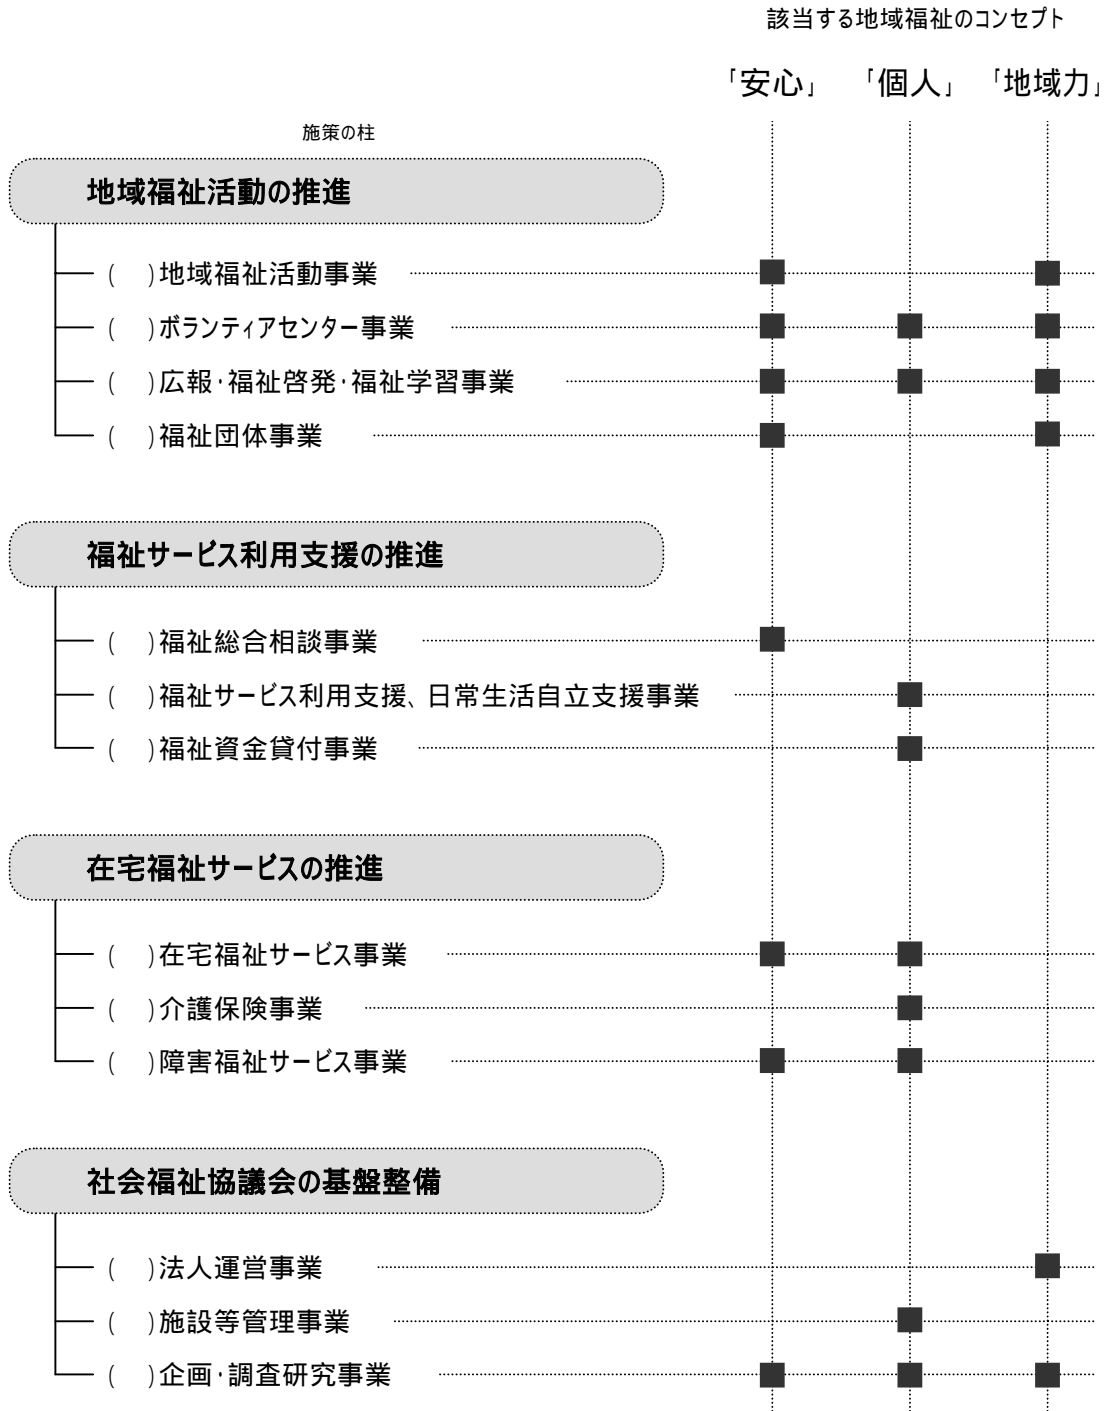 該当する地域福祉のコンセプト
「安心」 「個人」 「地域力」
施策の柱
地域福祉活動の推進
( )地域福祉活動事業
( )ボランティアセンター事業
( )広報・福祉啓発・福祉学習事業
( )福祉団体事業
福祉サービス利用支援の推進
( )福祉総合相談事業
( )福祉サービス利用支援、日常生活自立支援事業
( )福祉資金貸付事業
在宅福祉サービスの推進
( )在宅福祉サービス事業
( )介護保険事業
( )障害福祉サービス事業
社会福祉協議会の基盤整備
( )法人運営事業
( )施設等管理事業
( )企画・調査研究事業